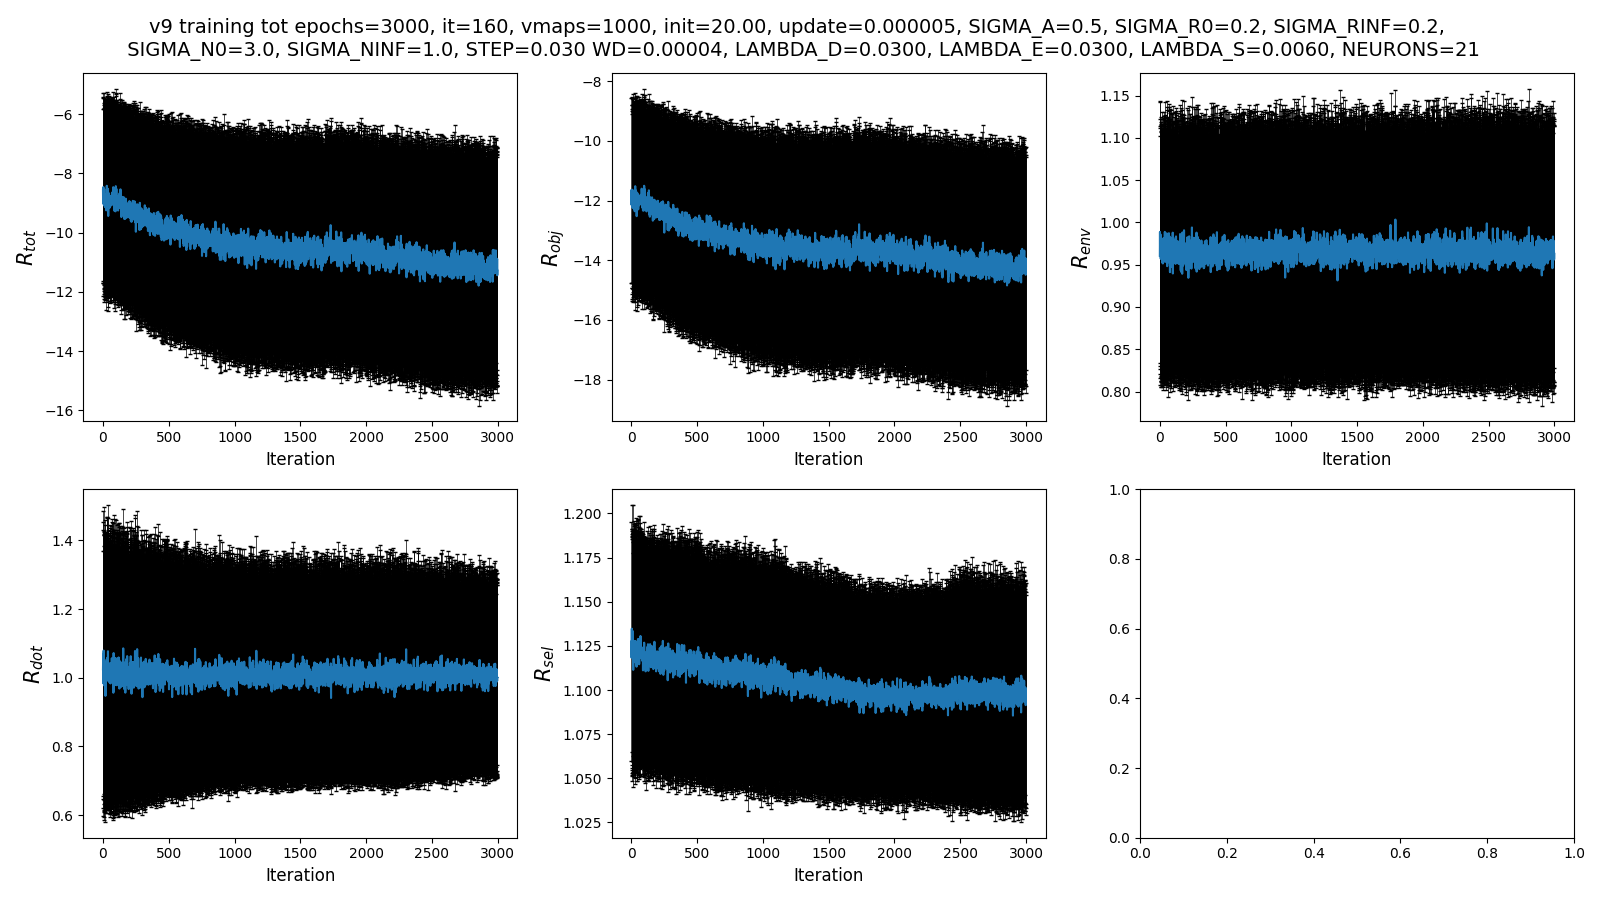 v9 training tot epochs=3000, it=160, vmaps=1000, init=20.00, update=0.000005, SIGMA_A=0.5, SIGMA_R0=0.2, SIGMA_RINF=0.2,
SIGMA_N0=3.0, SIGMA_NINF=1.0, STEP=0.030 WD=0.00004, LAMBDA_D=0.0300, LAMBDA_E=0.0300, LAMBDA_S=0.0060, NEURONS=21
R_tot
−6
−8
−10
−12
−14
−16
0 500 1000 1500 2000 2500 3000
Iteration
R_obj
−8
−10
−12
−14
−16
−18
0 500 1000 1500 2000 2500 3000
Iteration
R_env
1.15
1.10
1.05
1.00
0.95
0.90
0.85
0.80
0 500 1000 1500 2000 2500 3000
Iteration
R_dot
1.4
1.2
1.0
0.8
0.6
0 500 1000 1500 2000 2500 3000
Iteration
R_sel
1.200
1.175
1.150
1.125
1.100
1.075
1.050
1.025
0 500 1000 1500 2000 2500 3000
Iteration
1.0
0.8
0.6
0.4
0.2
0.0
0.0 0.2 0.4 0.6 0.8 1.0